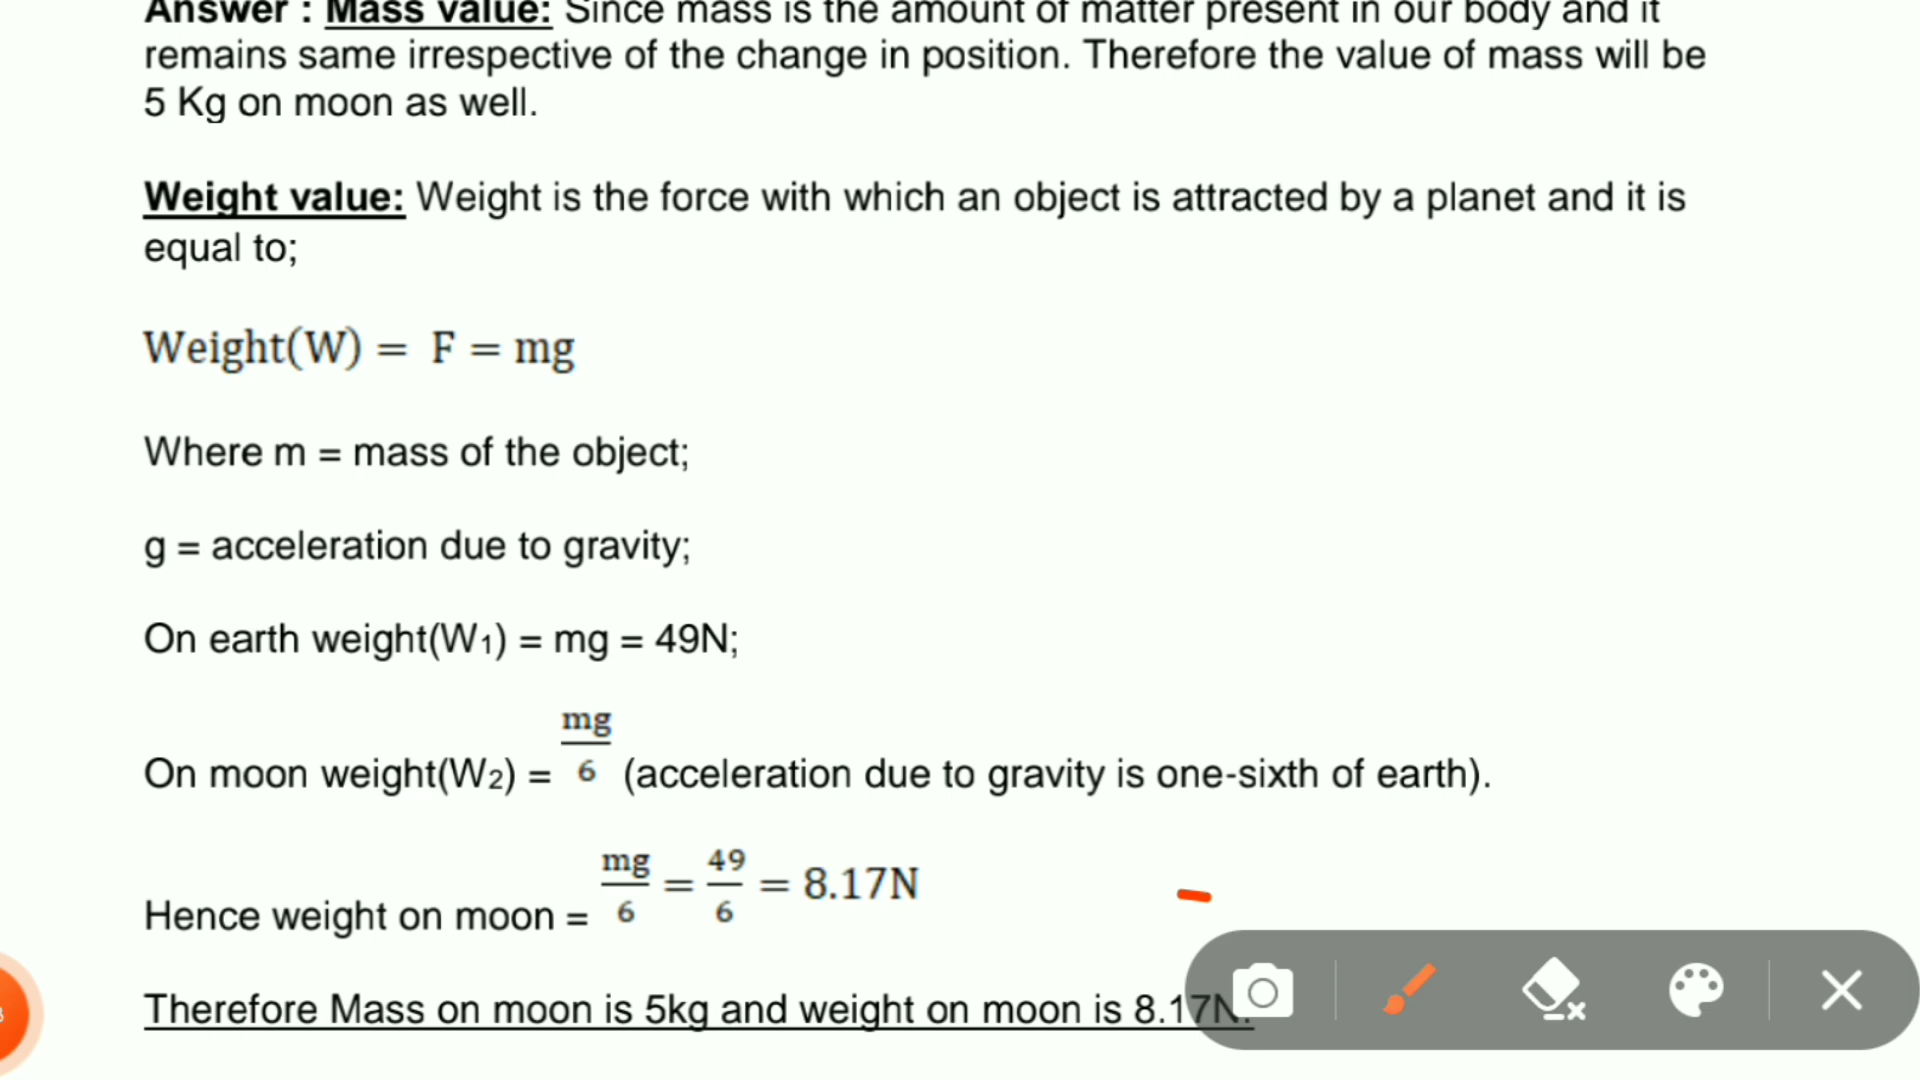 Answer : Mass value: Since mass is the amount of matter present in our body and it
remains same irrespective of the change in position. Therefore the value of mass will be
5 Kg on moon as well.
Weight value: Weight is the force with which an object is attracted by a planet and it is
equal to;
Weight(W) = F = mg
Where m = mass of the object;
g = acceleration due to gravity;
On earth weight(W₁) = mg = 49N;
On moon weight(W₂) = mg/6 (acceleration due to gravity is one-sixth of earth).
Hence weight on moon = mg/6 = 49/6 = 8.17N
Therefore Mass on moon is 5kg and weight on moon is 8.17N.